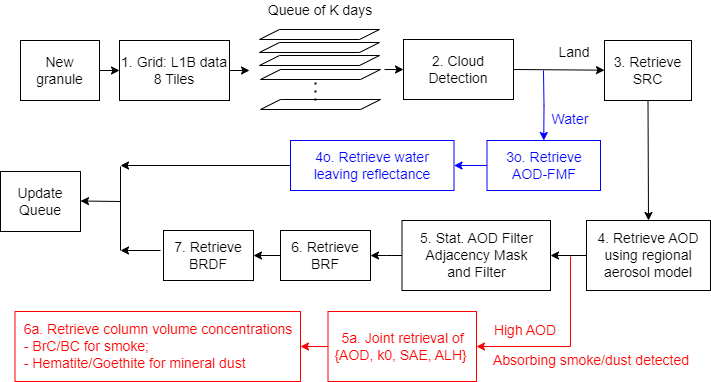 Queue of K days
New
granule
1. Grid: L1B data
8 Tiles
2. Cloud
Detection
Land
3. Retrieve
SRC
Water
4o. Retrieve water
leaving reflectance
3o. Retrieve
AOD-FMF
Update
Queue
7. Retrieve
BRDF
6. Retrieve
BRF
5. Stat. AOD Filter
Adjacency Mask
and Filter
4. Retrieve AOD
using regional
aerosol model
6a. Retrieve column volume concentrations
- BrC/BC for smoke;
- Hematite/Goethite for mineral dust
5a. Joint retrieval of
{AOD, k0, SAE, ALH}
High AOD
Absorbing smoke/dust detected